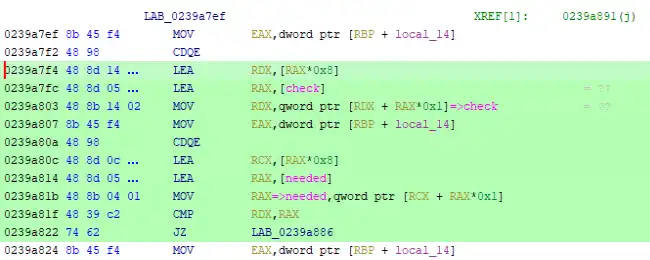 LAB_0239a7ef XREF[1]: 0239a891(j)
0239a7ef 8b 45 f4 MOV EAX,dword ptr [RBP + local_14]
0239a7f2 48 98 CDQE
0239a7f4 48 8d 14 ... LEA RDX,[RAX*0x8]
0239a7fc 48 8d 05 ... LEA RAX,[check] = ??
0239a803 48 8b 14 02 MOV RDX,qword ptr [RDX + RAX*0x1]=>check = ??
0239a807 8b 45 f4 MOV EAX,dword ptr [RBP + local_14]
0239a80a 48 98 CDQE
0239a80c 48 8d 0c ... LEA RCX,[RAX*0x8]
0239a814 48 8d 05 ... LEA RAX,[needed]
0239a81b 48 8b 04 01 MOV RAX=>needed,qword ptr [RCX + RAX*0x1]
0239a81f 48 39 c2 CMP RDX,RAX
0239a822 74 62 JZ LAB_0239a886
0239a824 8b 45 f4 MOV EAX,dword ptr [RBP + local_14]